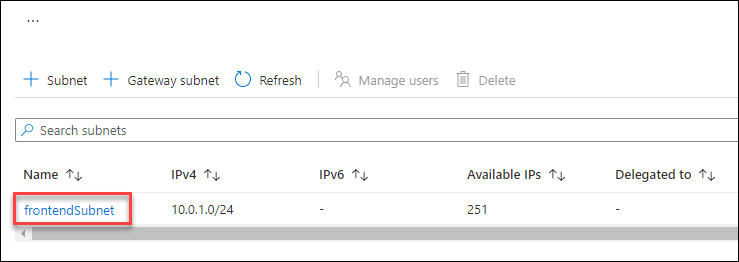 ...
+ Subnet + Gateway subnet Refresh Manage users Delete
Search subnets
Name ↑↓ IPv4 ↑↓ IPv6 ↑↓ Available IPs ↑↓ Delegated to ↑↓
frontendSubnet 10.0.1.0/24 - 251 -